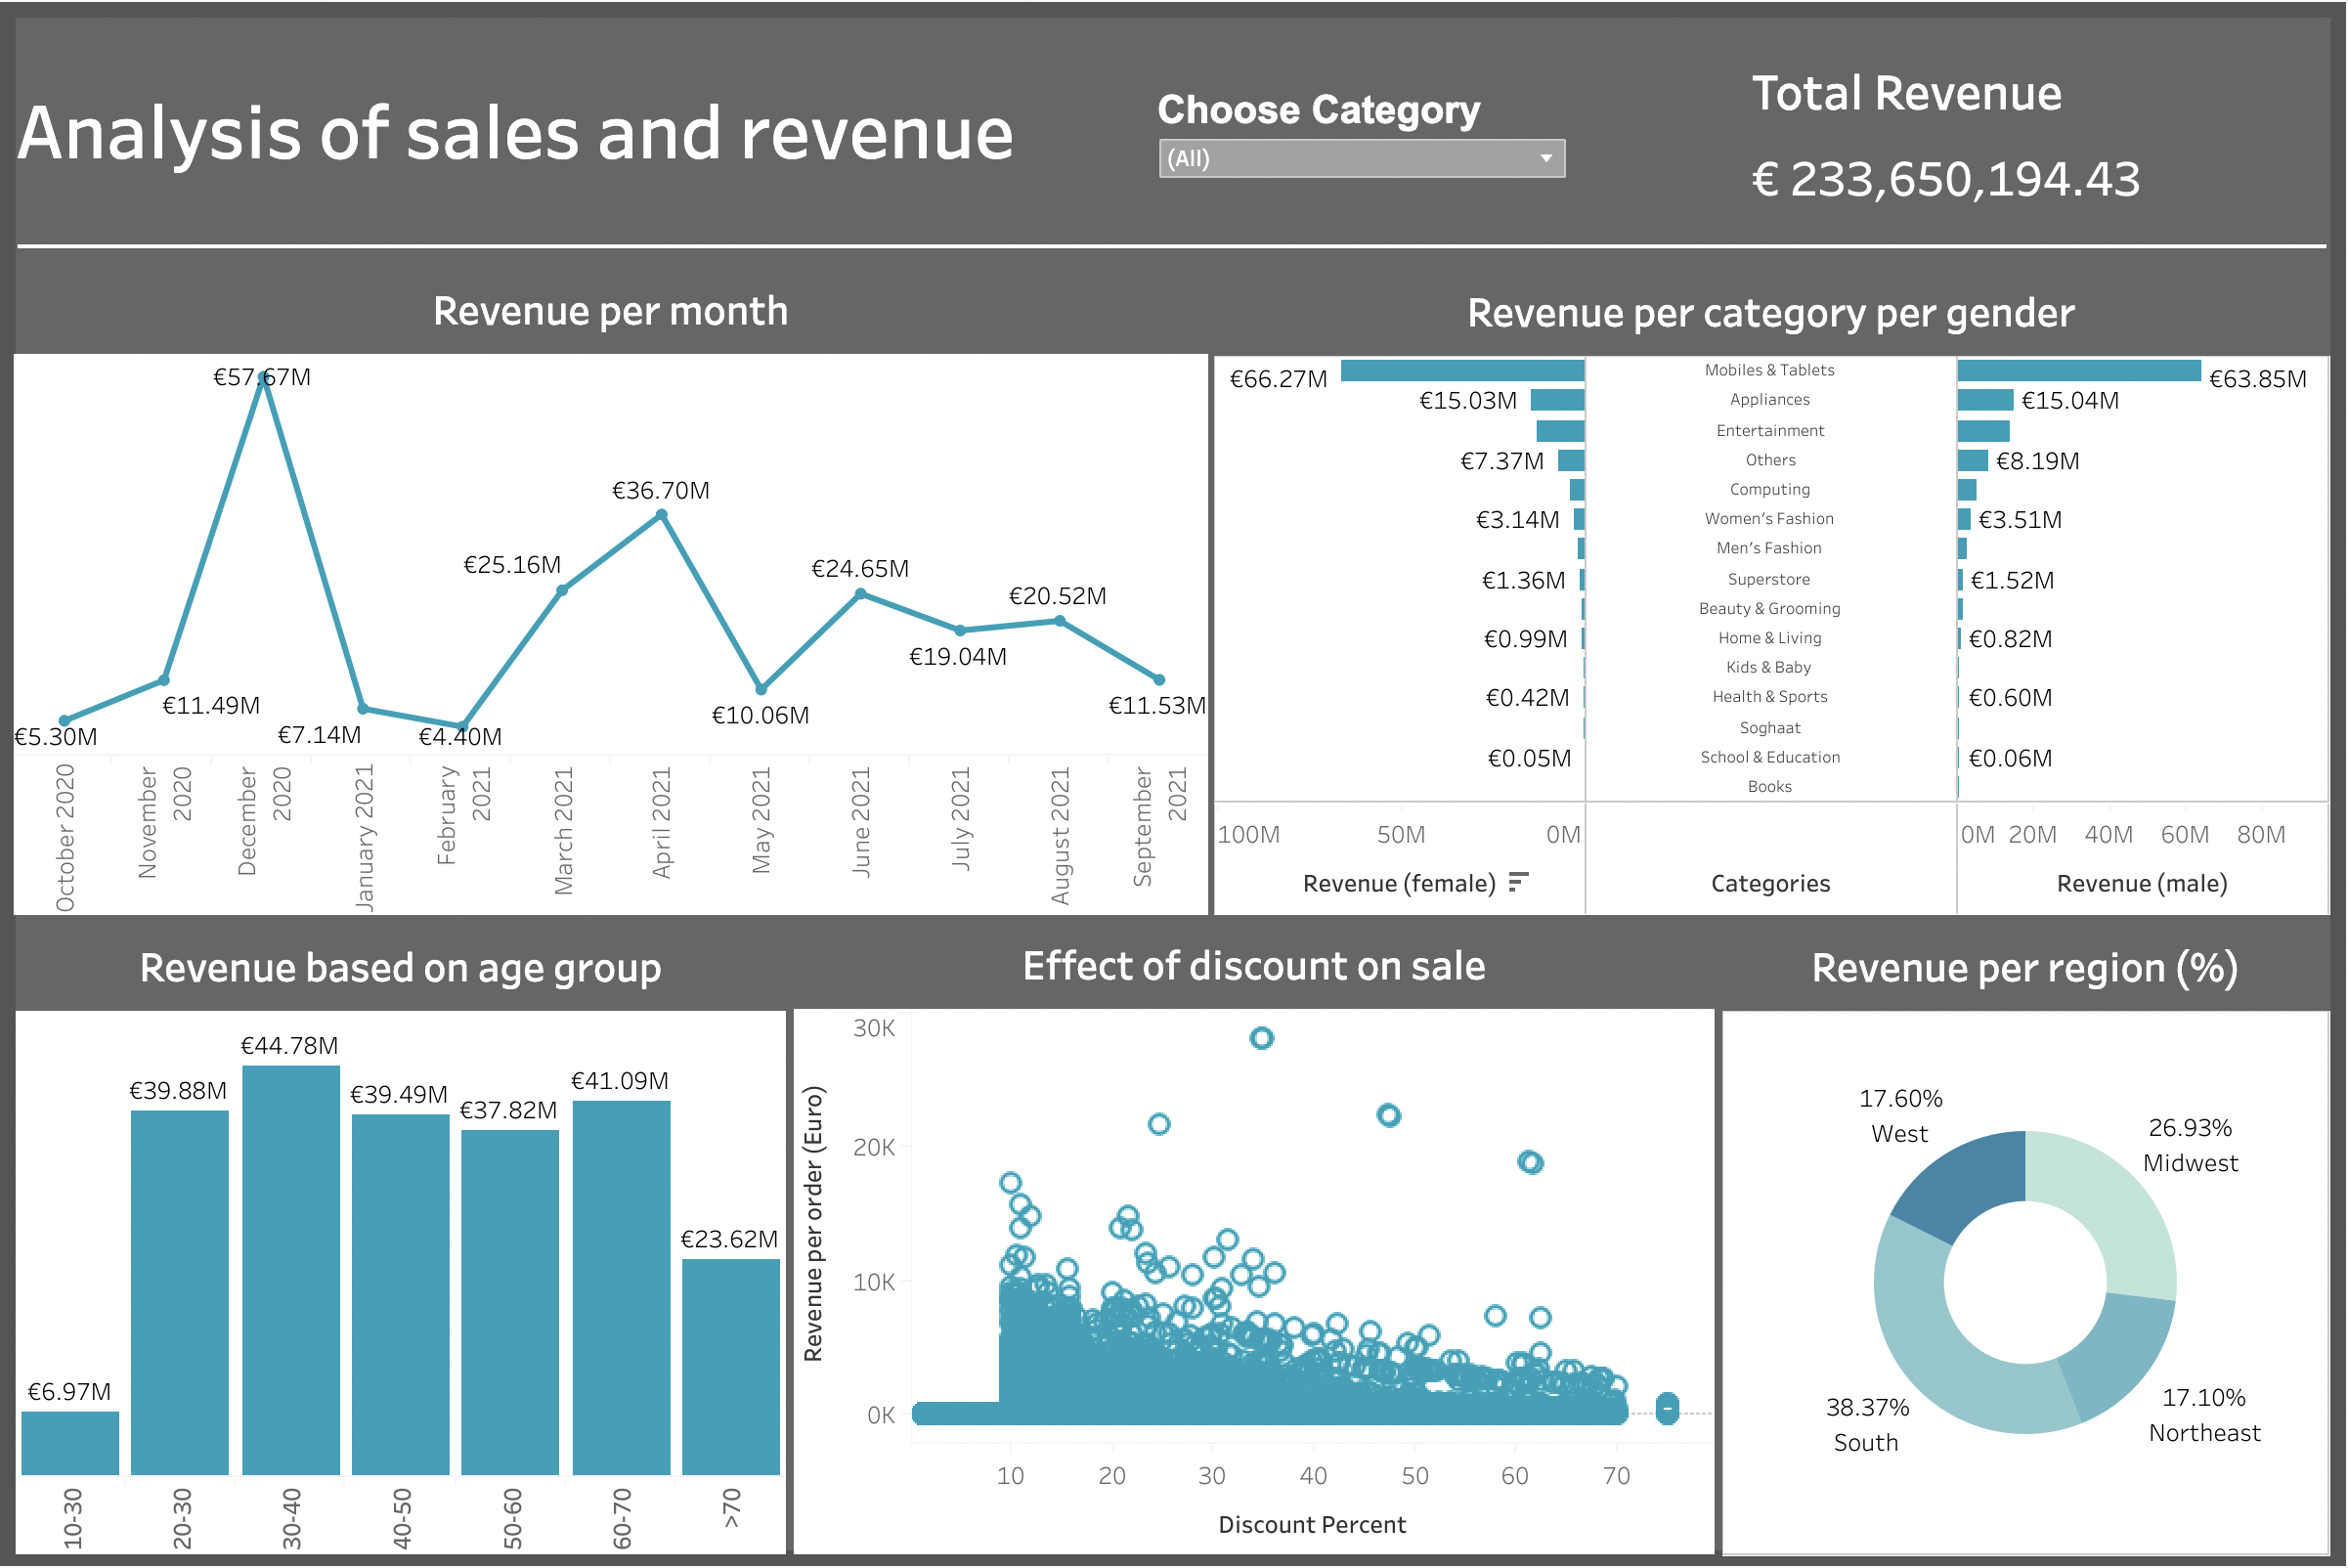 Analysis of sales and revenue
Choose Category
(All)
Total Revenue
€ 233,650,194.43
Revenue per month
€57.67M
€36.70M
€25.16M
€24.65M
€20.52M
€19.04M
€11.49M
€11.53M
€10.06M
€5.30M
€7.14M
€4.40M
October 2020
November
2020
December
2020
January 2021
February
2021
March 2021
April 2021
May 2021
June 2021
July 2021
August 2021
September
2021
Revenue per category per gender
€66.27M Mobiles & Tablets €63.85M
€15.03M Appliances €15.04M
Entertainment
€7.37M Others €8.19M
Computing
€3.14M Women's Fashion €3.51M
Men's Fashion
€1.36M Superstore €1.52M
Beauty & Grooming
€0.99M Home & Living €0.82M
Kids & Baby
€0.42M Health & Sports €0.60M
Soghaat
€0.05M School & Education €0.06M
Books
100M 50M 0M 0M 20M 40M 60M 80M
Revenue (female) Categories Revenue (male)
Revenue based on age group
€6.97M
€39.88M
€44.78M
€39.49M
€37.82M
€41.09M
€23.62M
10-30
20-30
30-40
40-50
50-60
60-70
>70
Effect of discount on sale
Revenue per order (Euro)
30K
20K
10K
0K
10 20 30 40 50 60 70
Discount Percent
Revenue per region (%)
17.60%
West
26.93%
Midwest
38.37%
South
17.10%
Northeast